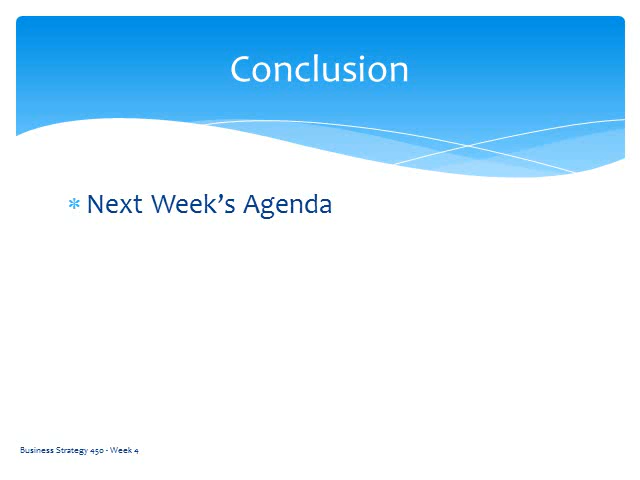 Conclusion
* Next Week’s Agenda
Business Strategy 450 - Week 4